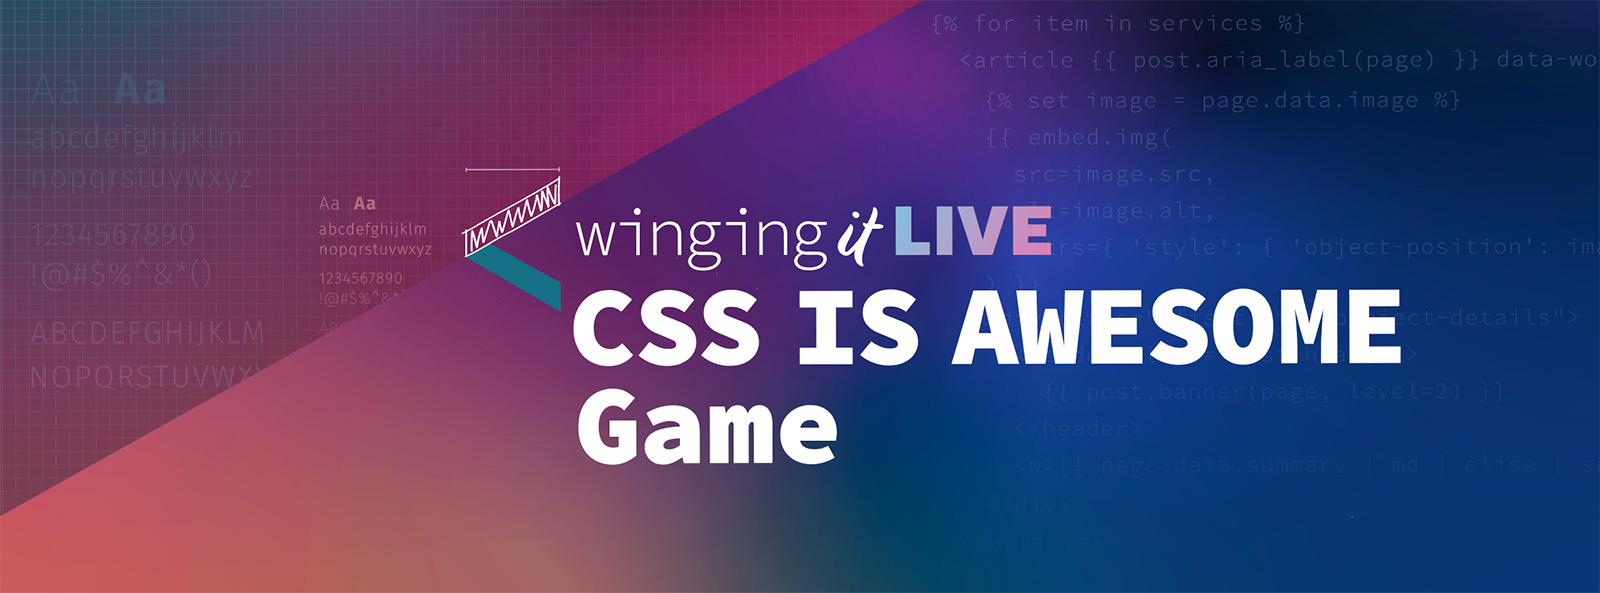 Aa Aa
abcdefghijklm
nopqrstuvwxyz
1234567890
!@#$%^&*()
ABCDEFGHIJKLM
NOPQRSTUVWXY
Aa Aa
abcdefghijklm
nopqrstuvwxyz
1234567890
!@#$%^&*(
winging it LIVE
CSS IS AWESOME
Game
{% for item in services %}
<article {{ post.aria_label(page) }} data-wo
{% set image = page.data.image %}
{{ embed.img(
src=image.src,
=image.alt,
rs={ 'style': { 'object-position': ima
) }}
ect-details">
{{ post.banner(page, level=2) }}
</header>
<p>{{ page.data.summary | md | elide | sa
</div>
</article>